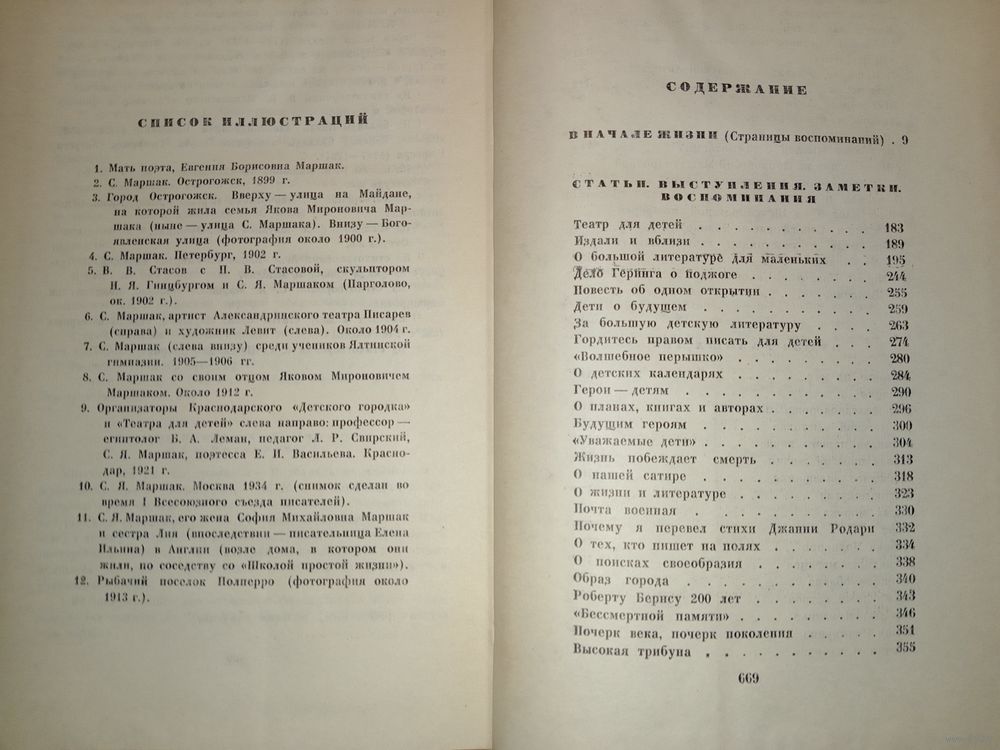 СПИСОК ИЛЛЮСТРАЦИЙ
1. Мать поэта, Евгения Борисовна Маршак.
2. С. Маршак. Острогожск, 1899 г.
3. Город Острогожск. Вверху — улица на Майдане,
на которой жила семья Якова Мироновича Мар-
шака (ныне — улица С. Маршака). Внизу — Бого-
явленская улица (фотография около 1900 г.).
4. С. Маршак. Петербург, 1902 г.
5. В. В. Стасов с П. В. Стасовой, скульптором
И. Я. Гинцбургом и С. Я. Маршаком (Парголово,
ок. 1902 г.).
6. С. Маршак, артист Александринского театра Писарев
(справа) и художник Левит (слева). Около 1904 г.
7. С. Маршак (слева внизу) среди учеников Ялтинской
гимназии. 1905—1906 гг.
8. С. Маршак со своим отцом Яковом Мироновичем
Маршаком. Около 1912 г.
9. Организаторы Краснодарского «Детского городка»
и «Театра для детей» слева направо: профессор —
египтолог Б. А. Леман, педагог Л. Р. Свирский,
С. Я. Маршак, поэтесса Е. И. Васильева. Красно-
дар, 1921 г.
10. С. Я. Маршак. Москва 1934 г. (снимок сделан во
время I Всесоюзного съезда писателей).
11. С. Я. Маршак, его жена София Михайловна Маршак
и сестра Лия (впоследствии — писательница Елена
Ильина) в Англии (возле дома, в котором они
жили, по соседству со «Школой простой жизни»).
12. Рыбачий поселок Полперро (фотография около
1913 г.).
СОДЕРЖАНИЕ
В НАЧАЛЕ ЖИЗНИ (Страницы воспоминаний) . 9
СТАТЬИ. ВЫСТУПЛЕНИЯ. ЗАМЕТКИ.
ВОСПОМИНАНИЯ
Театр для детей . . . . . . . . . . 183
Издали и вблизи . . . . . . . . . . 189
О большой литературе для маленьких . . 195
Дело Геринга о поджоге . . . . . . . . 244
Повесть об одном открытии . . . . . . . 255
Дети о будущем . . . . . . . . . . 259
За большую детскую литературу . . . . 263
Гордитесь правом писать для детей . . . 274
«Волшебное перышко» . . . . . . . . 280
О детских календарях . . . . . . . . 284
Герои — детям . . . . . . . . . . 290
О планах, книгах и авторах . . . . . . . 296
Будущим героям . . . . . . . . . . 300
«Уважаемые дети» . . . . . . . . . . 304
Жизнь побеждает смерть . . . . . . . 313
О нашей сатире . . . . . . . . . . 318
О жизни и литературе . . . . . . . . 323
Почта военная . . . . . . . . . . 330
Почему я перевел стихи Джанни Родари 332
О тех, кто пишет на полях . . . . . . . 334
О поисках своеобразия . . . . . . . . 338
Образ города . . . . . . . . . . 340
Роберту Бернсу 200 лет . . . . . . . . 343
«Бессмертной памяти» . . . . . . . . 346
Почерк века, почерк поколения . . . . . 351
Высокая трибуна . . . . . . . . . . 355
669